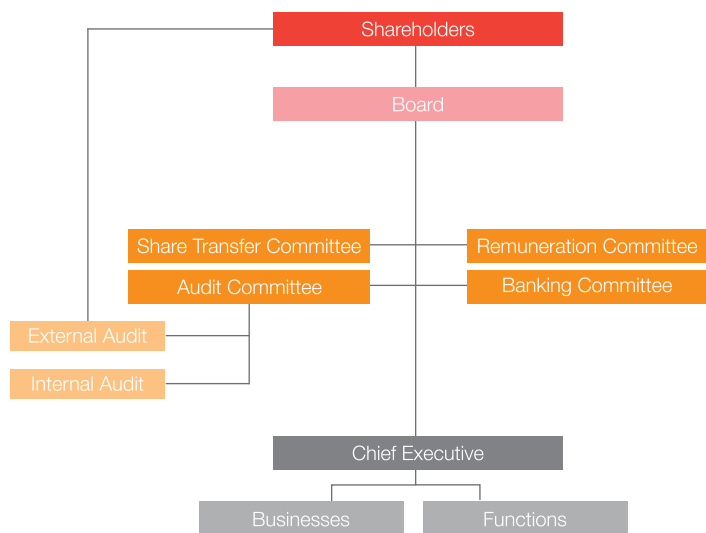 Shareholders
Board
Share Transfer Committee
Remuneration Committee
Audit Committee
Banking Committee
External Audit
Internal Audit
Chief Executive
Businesses
Functions